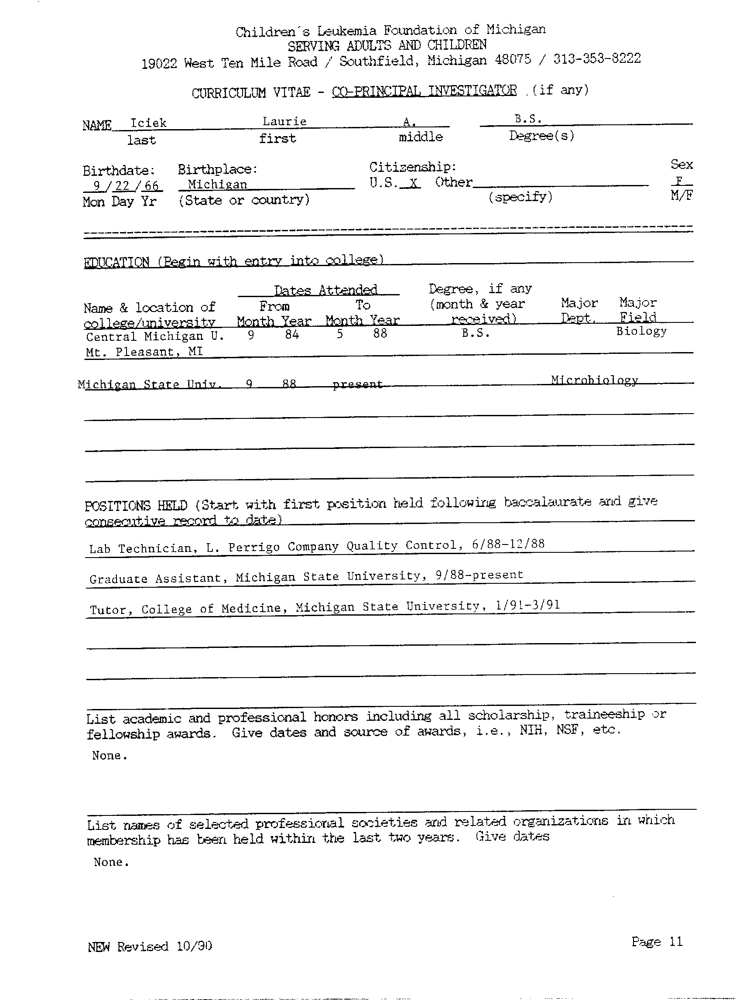 Children's Leukemia Foundation of Michigan
SERVING ADULTS AND CHILDREN
19022 West Ten Mile Road / Southfield, Michigan 48075 / 313-353-8222
CURRICULUM VITAE - CO-PRINCIPAL INVESTIGATOR (if any)
NAME Iciek Laurie A. B.S.
last first middle Degree(s)
Birthdate: Birthplace: Citizenship: Sex
9/22/66 Michigan U.S. X Other F
Mon Day Yr (State or country) (specify) M/F
EDUCATION (Begin with entry into college)
Dates Attended Degree, if any
Name & location of From To (month & year Major Major
college/university Month Year Month Year received) Dept. Field
Central Michigan U. 9 84 5 88 B.S. Biology
Mt. Pleasant, MI
Michigan State Univ. 9 88 present Microbiology
POSITIONS HELD (Start with first position held following baccalaurate and give
consecutive record to date)
Lab Technician, L. Perrigo Company Quality Control, 6/88-12/88
Graduate Assistant, Michigan State University, 9/88-present
Tutor, College of Medicine, Michigan State University, 1/91-3/91
List academic and professional honors including all scholarship, traineeship or
fellowship awards. Give dates and source of awards, i.e., NIH, NSF, etc.
None.
List names of selected professional societies and related organizations in which
membership has been held within the last two years. Give dates
None.
NEW Revised 10/90 Page 11